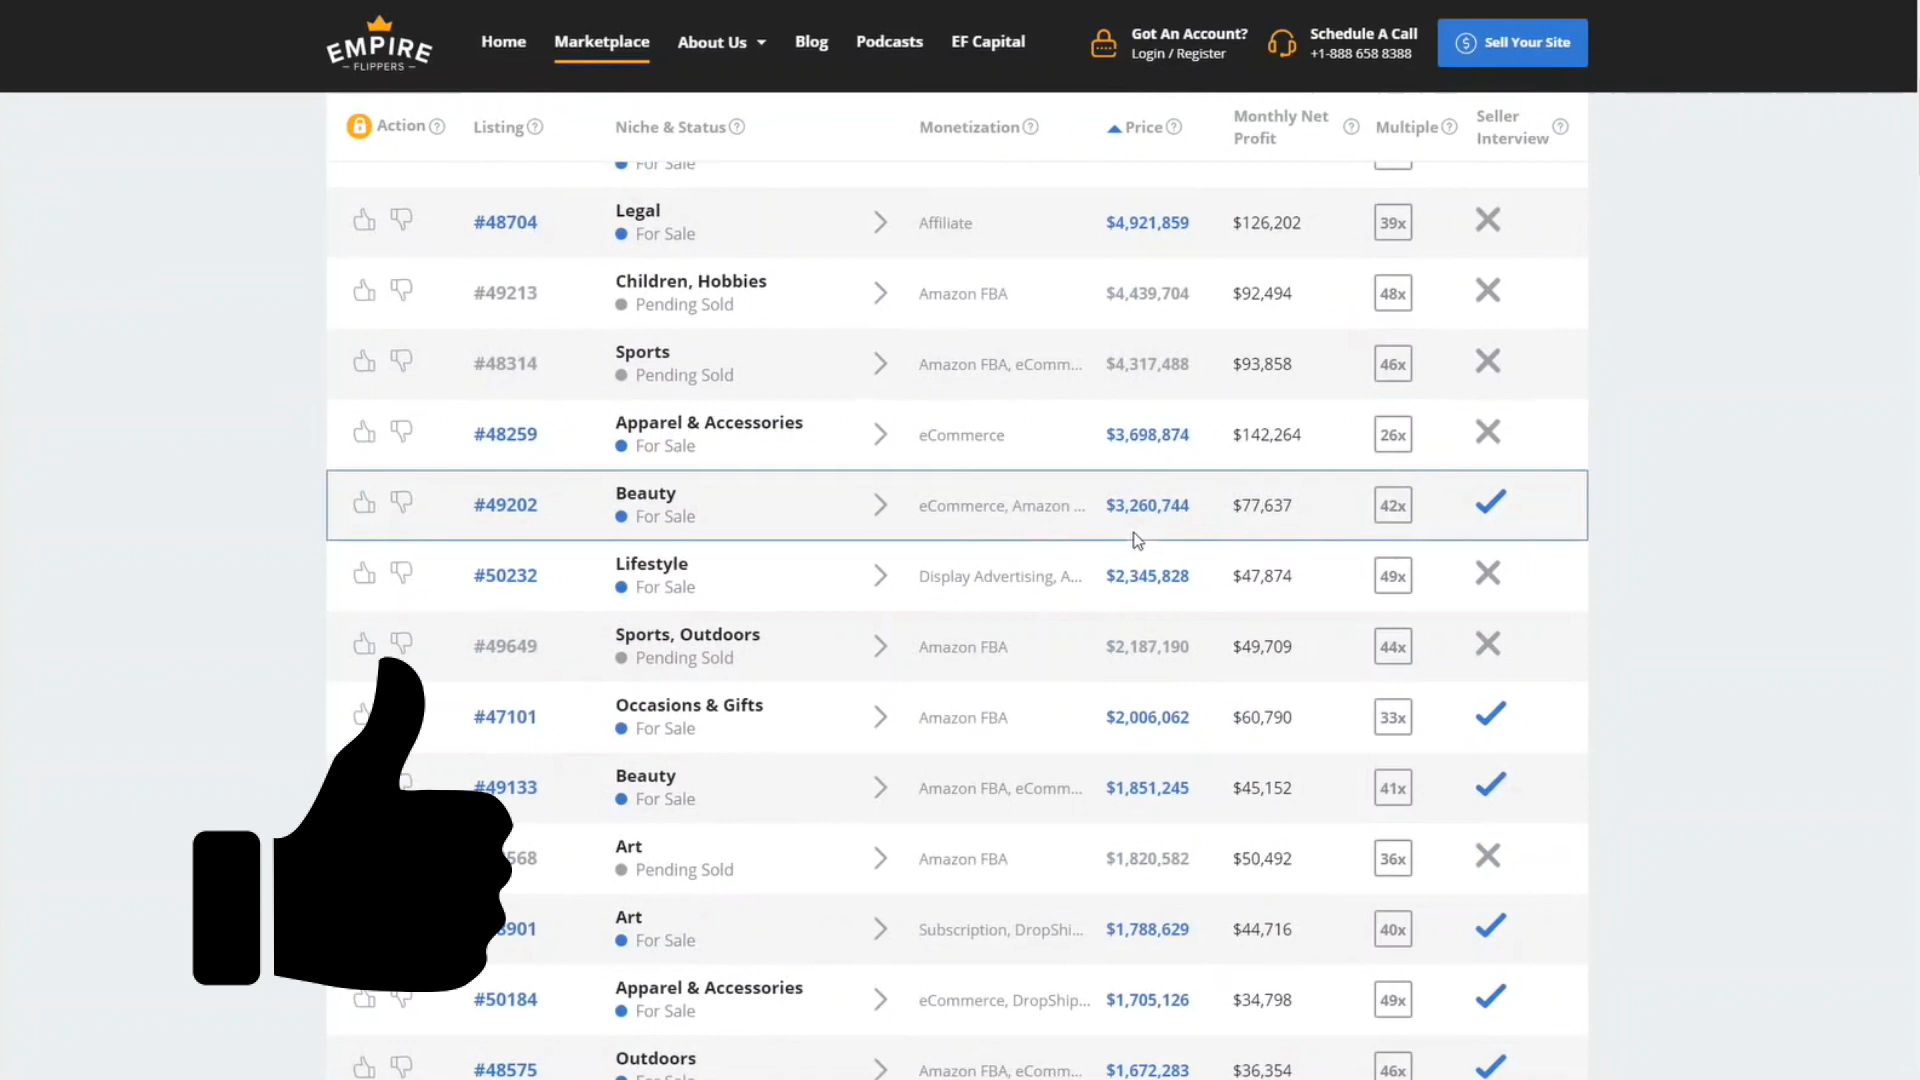 EMPIRE
FLIPPERS
Home
Marketplace
About Us
Blog
Podcasts
EF Capital
Got An Account?
Login / Register
Schedule A Call
+1-888 658 8388
$ Sell Your Site
Action ?
Listing ?
Niche & Status ?
Monetization ?
Price ?
Monthly Net Profit ?
Multiple ?
Seller Interview ?
For Sale
#48704 Legal For Sale Affiliate $4,921,859 $126,202 39x
#49213 Children, Hobbies Pending Sold Amazon FBA $4,439,704 $92,494 48x
#48314 Sports Pending Sold Amazon FBA, eComm... $4,317,488 $93,858 46x
#48259 Apparel & Accessories For Sale eCommerce $3,698,874 $142,264 26x
#49202 Beauty For Sale eCommerce, Amazon ... $3,260,744 $77,637 42x
#50232 Lifestyle For Sale Display Advertising, A... $2,345,828 $47,874 49x
#49649 Sports, Outdoors Pending Sold Amazon FBA $2,187,190 $49,709 44x
#47101 Occasions & Gifts For Sale Amazon FBA $2,006,062 $60,790 33x
#49133 Beauty For Sale Amazon FBA, eComm... $1,851,245 $45,152 41x
568 Art Pending Sold Amazon FBA $1,820,582 $50,492 36x
901 Art For Sale Subscription, DropShi... $1,788,629 $44,716 40x
#50184 Apparel & Accessories For Sale eCommerce, DropShip... $1,705,126 $34,798 49x
#48575 Outdoors For Sale Amazon FBA, eComm... $1,672,283 $36,354 46x